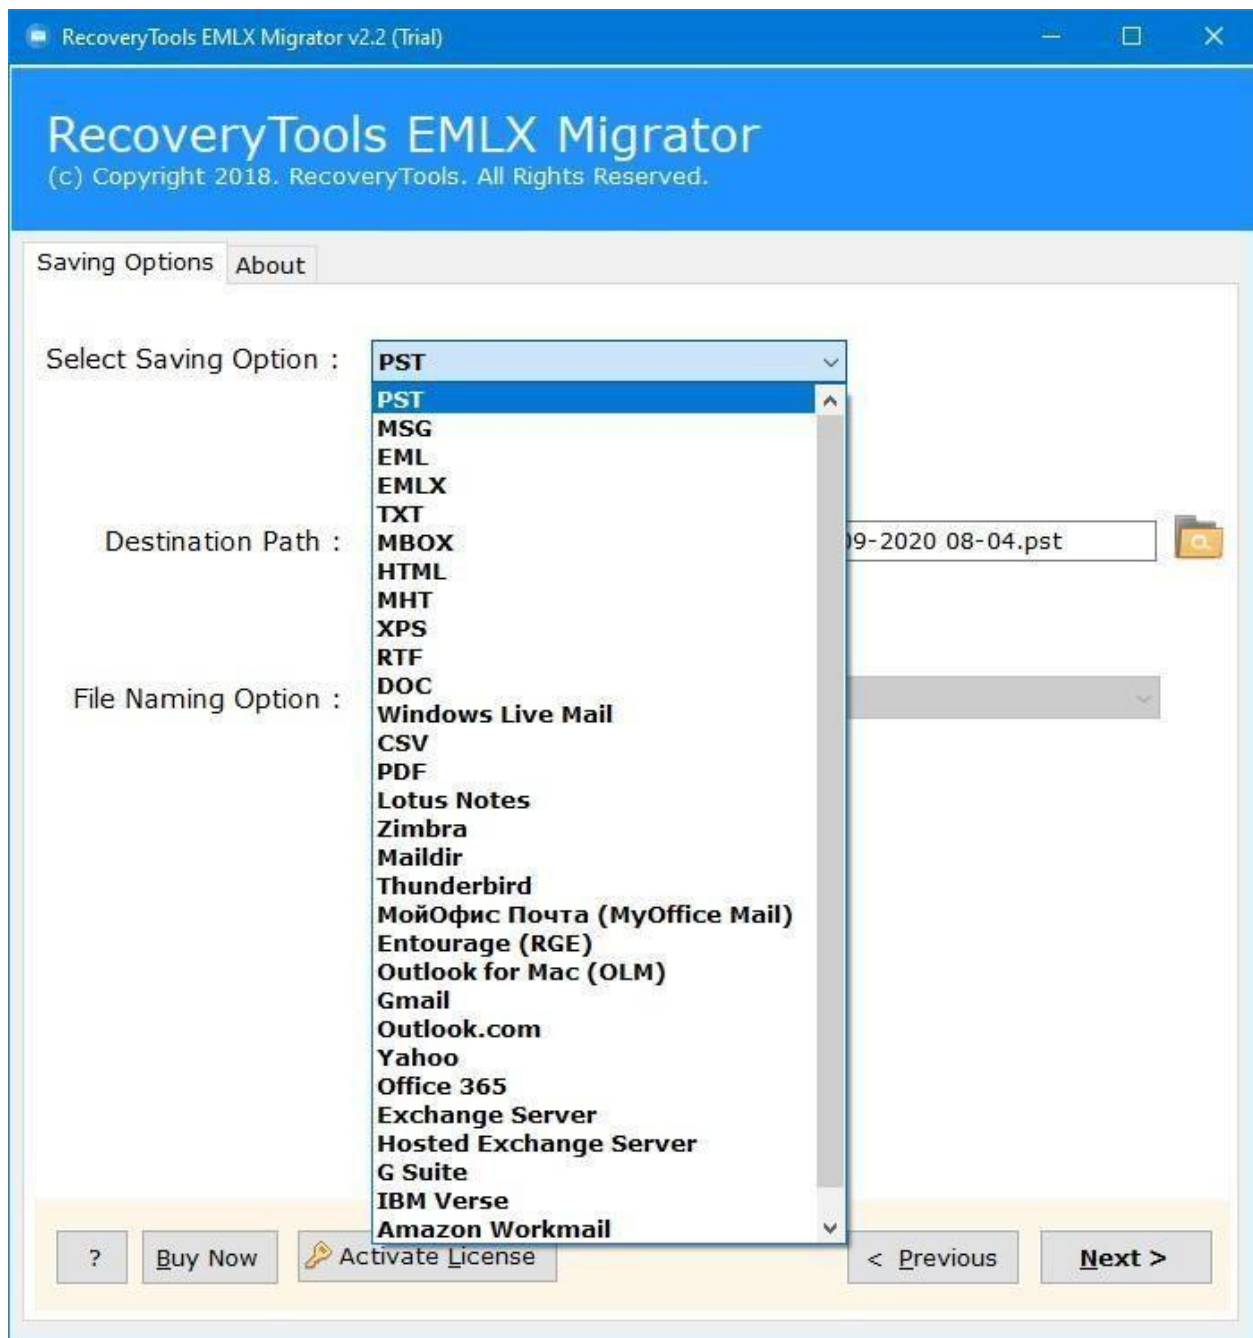 RecoveryTools EMLX Migrator v2.2 (Trial)
RecoveryTools EMLX Migrator
(c) Copyright 2018. RecoveryTools. All Rights Reserved.
Saving Options About
Select Saving Option : PST
PST
MSG
EML
EMLX
TXT
Destination Path : 09-2020 08-04.pst
MBOX
HTML
MHT
XPS
RTF
DOC
File Naming Option :
Windows Live Mail
CSV
PDF
Lotus Notes
Zimbra
Maildir
Thunderbird
МойОфис Почта (MyOffice Mail)
Entourage (RGE)
Outlook for Mac (OLM)
Gmail
Outlook.com
Yahoo
Office 365
Exchange Server
Hosted Exchange Server
G Suite
IBM Verse
Amazon Workmail
? Buy Now Activate License < Previous Next >